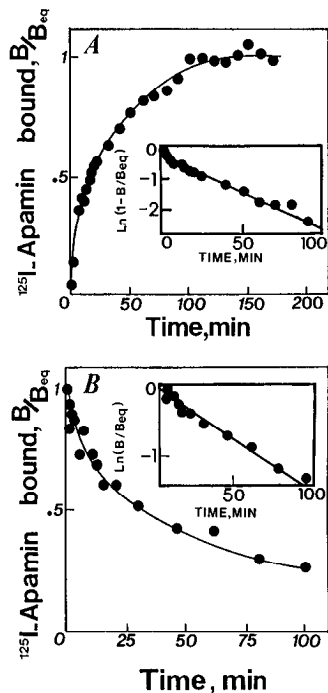 A
¹²⁵I-Apamin bound, B/Beq
1
.5
0
50
100
150
200
Time,min
Ln (1-B/Beq)
0
-1
-2
0
50
100
TIME, MIN
B
¹²⁵I-Apamin bound, B/Beq
1
.5
0
25
50
75
100
Time, min
Ln (B/Beq)
0
-1
50
100
TIME, MIN